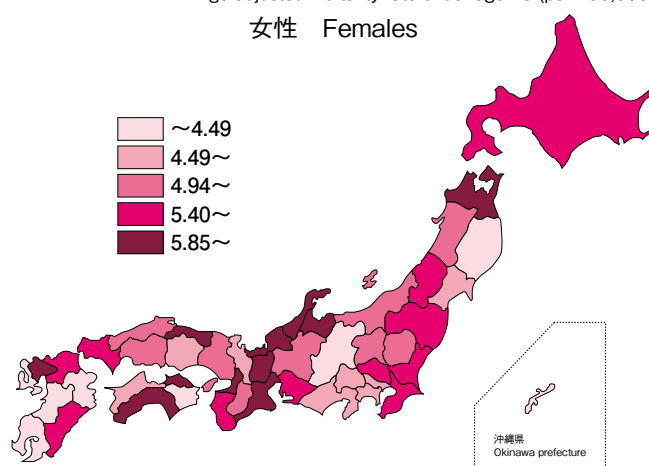 女性 Females
～4.49
4.49～
4.94～
5.40～
5.85～
沖縄県
Okinawa prefecture